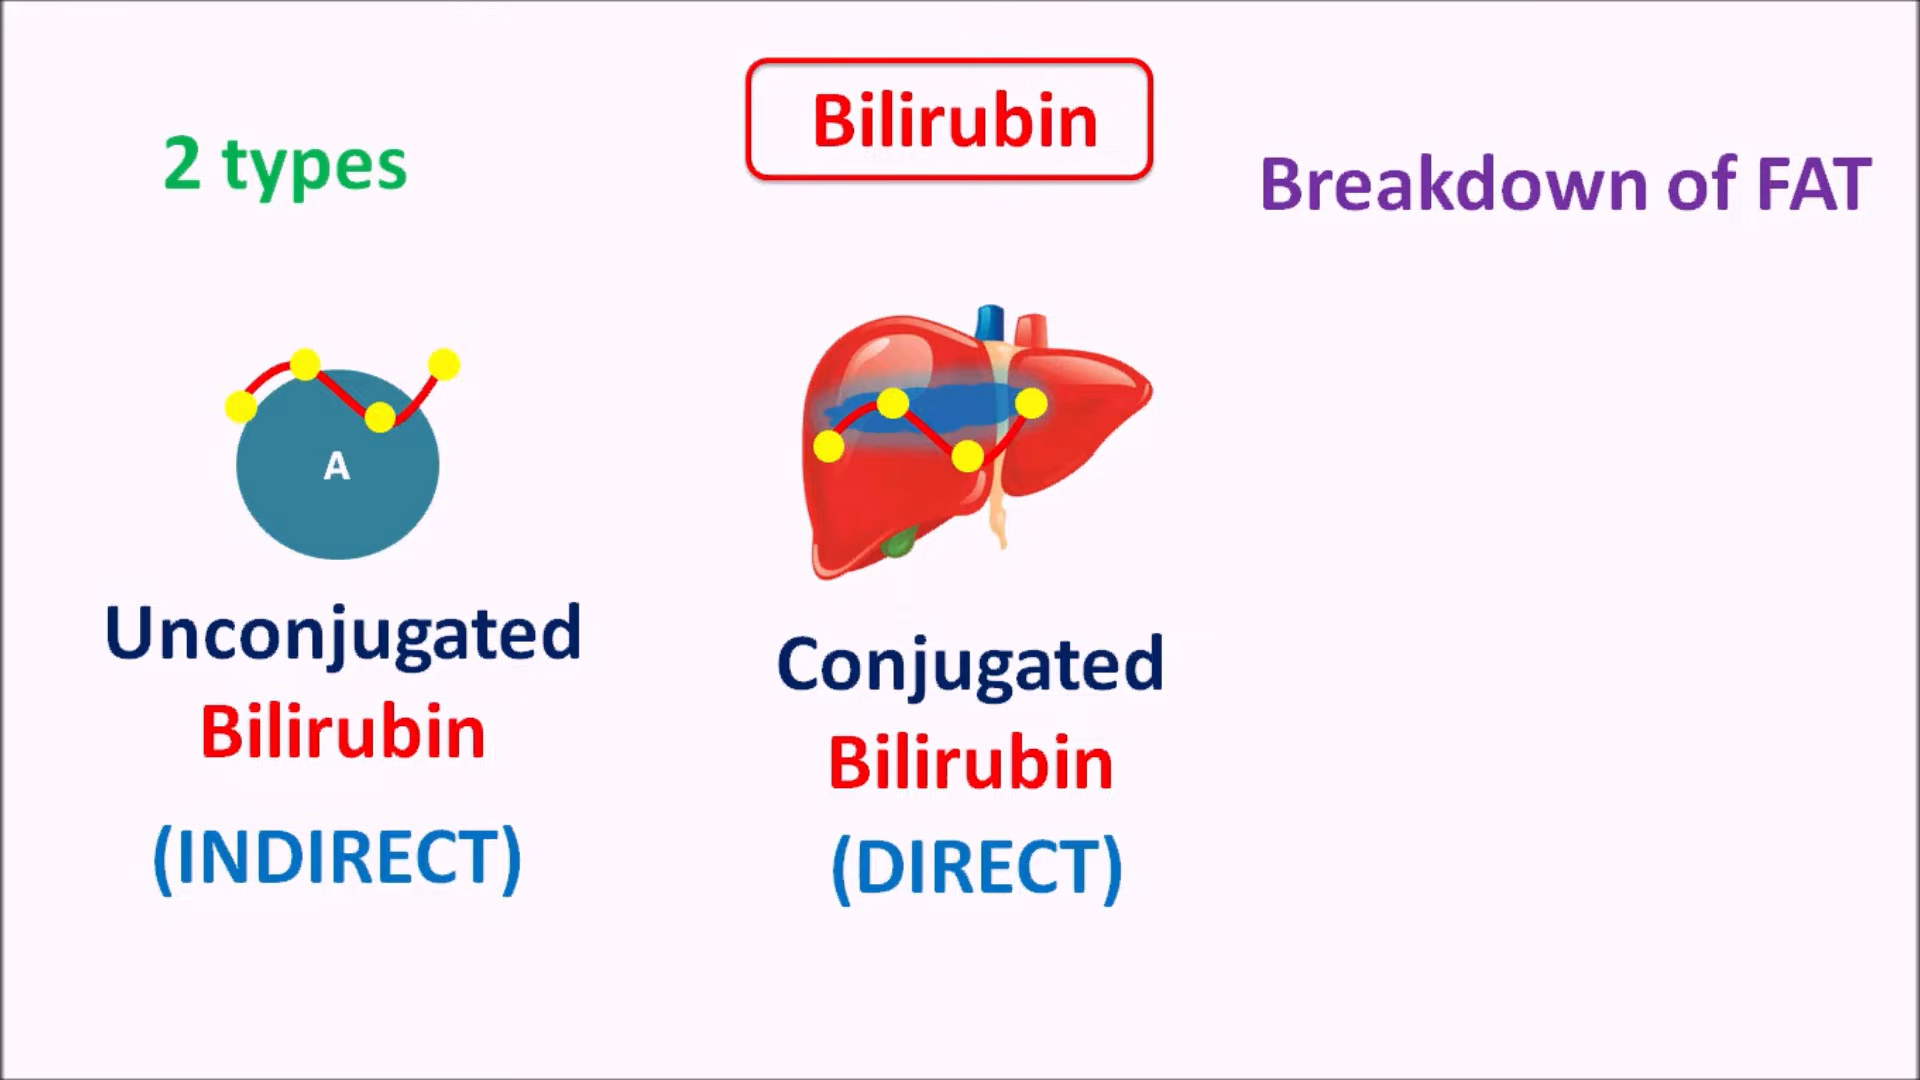 Bilirubin
2 types
Breakdown of FAT
A
Unconjugated
Bilirubin
(INDIRECT)
Conjugated
Bilirubin
(DIRECT)